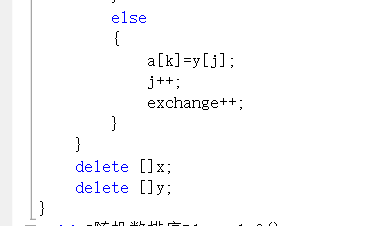 else
{
a[k]=y[j];
j++;
exchange++;
}
}
delete []x;
delete []y;
}